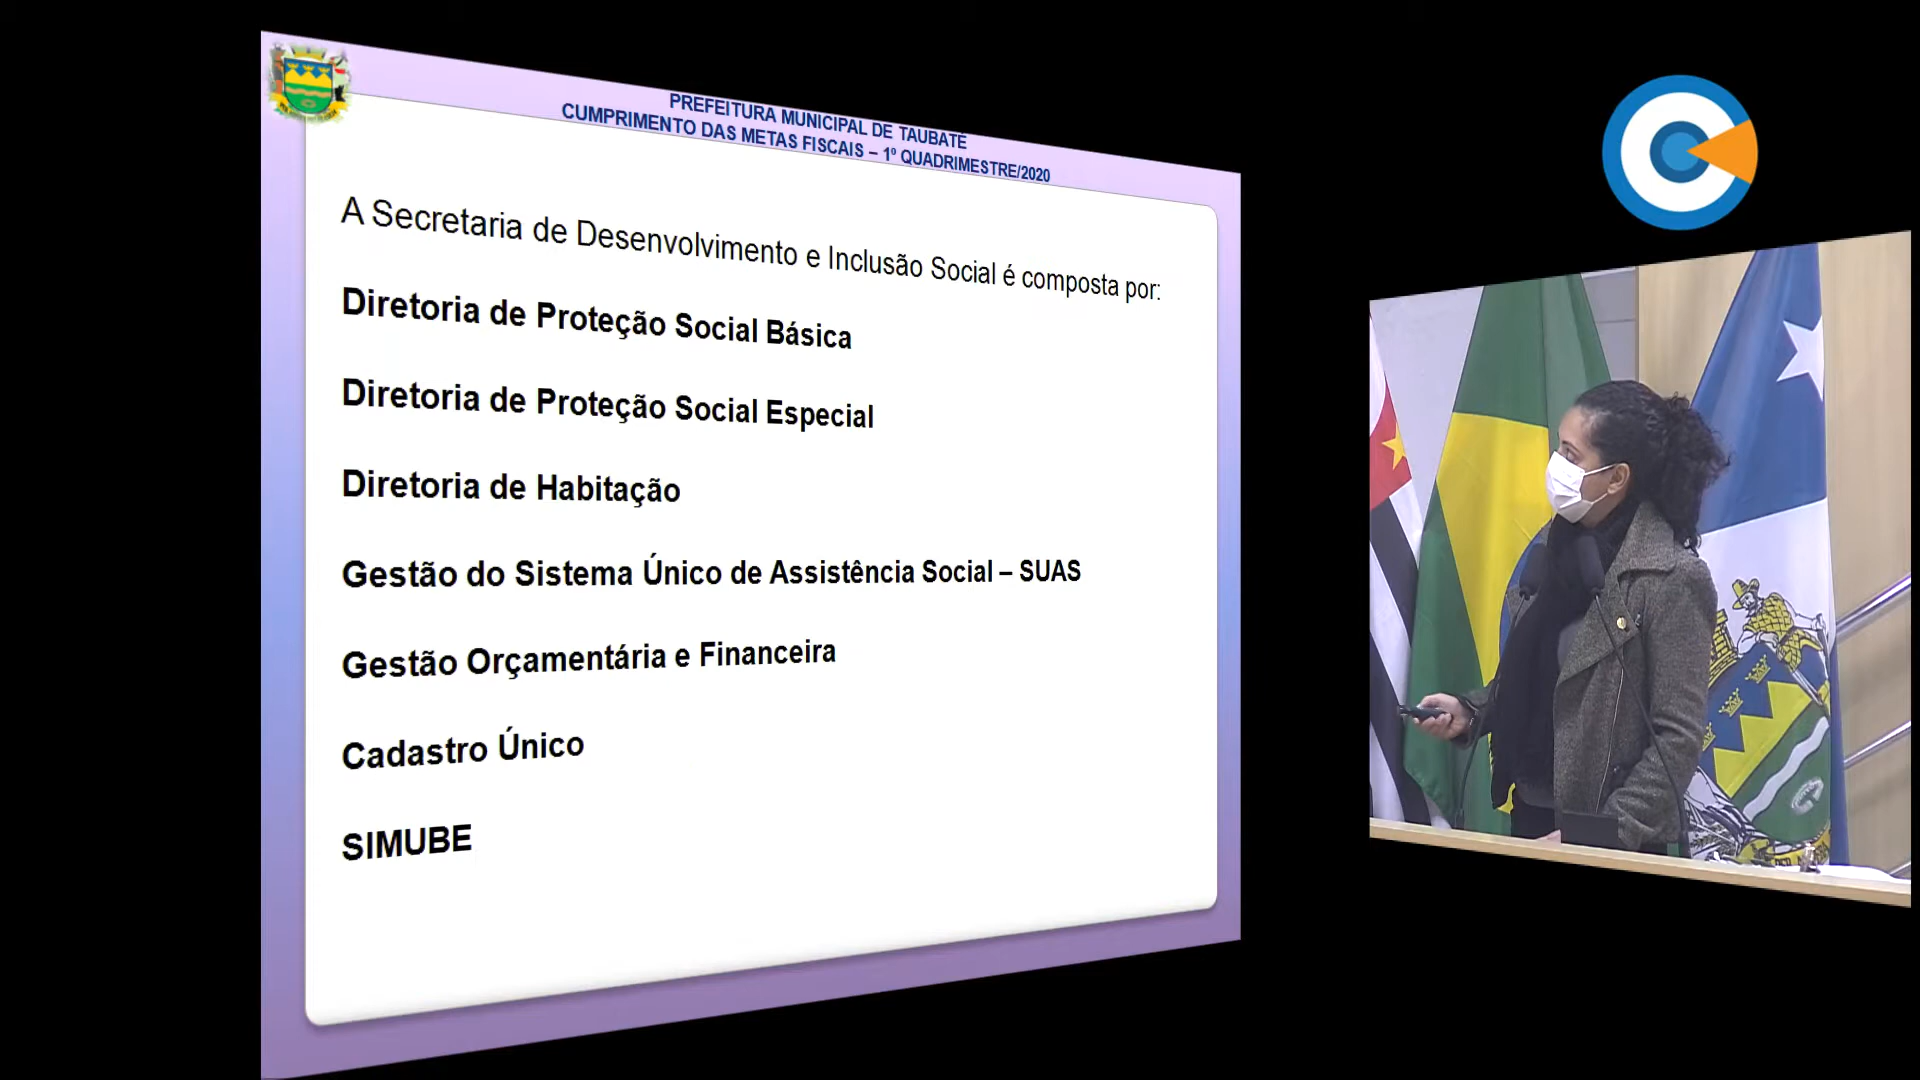 PREFEITURA MUNICIPAL DE TAUBATÉ
CUMPRIMENTO DAS METAS FISCAIS – 1º QUADRIMESTRE/2020
A Secretaria de Desenvolvimento e Inclusão Social é composta por:
Diretoria de Proteção Social Básica
Diretoria de Proteção Social Especial
Diretoria de Habitação
Gestão do Sistema Único de Assistência Social – SUAS
Gestão Orçamentária e Financeira
Cadastro Único
SIMUBE